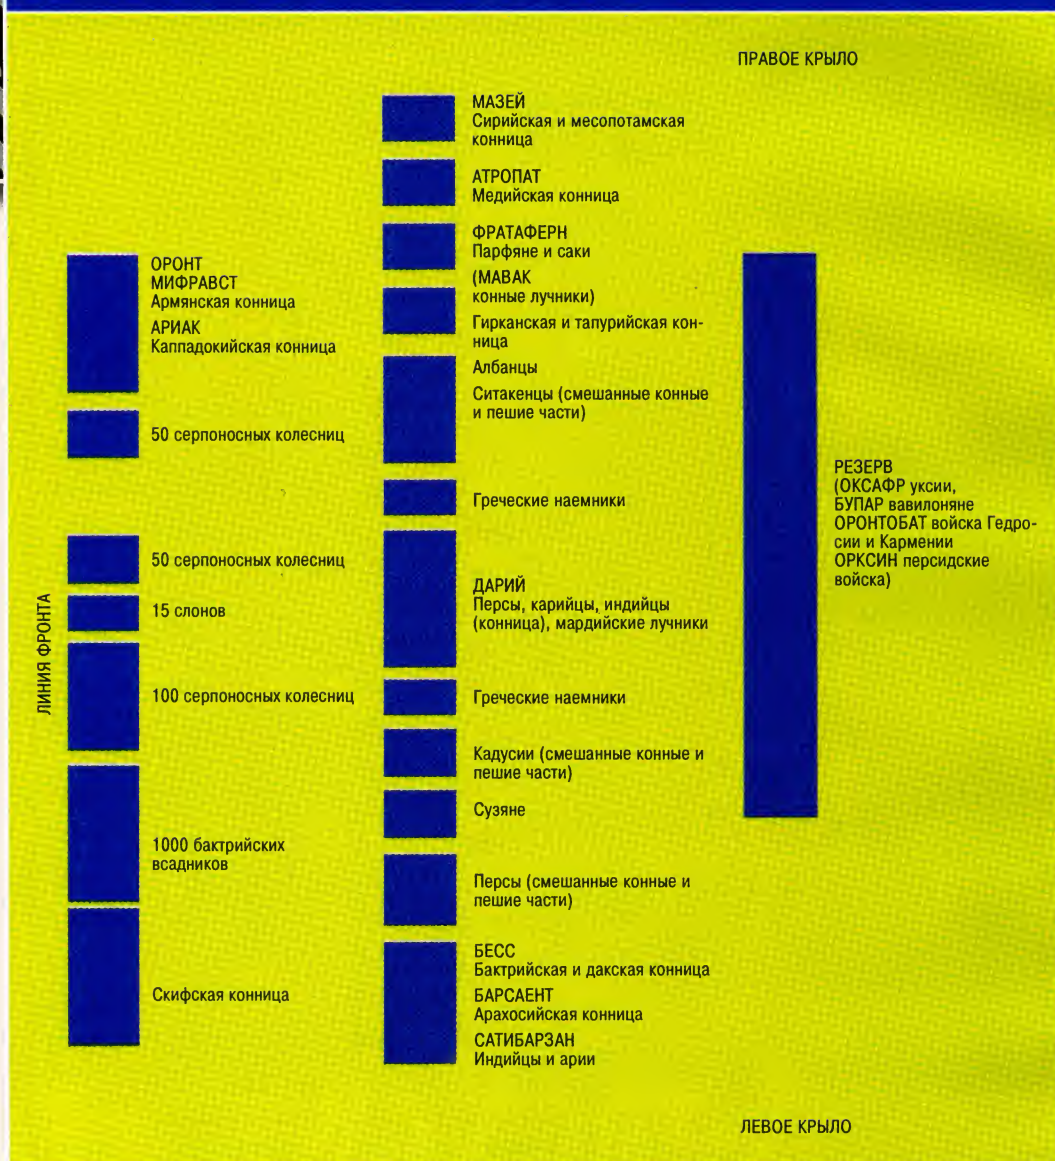 ПРАВОЕ КРЫЛО
ЛИНИЯ ФРОНТА
ОРОНТ
МИФРАВСТ
Армянская конница
АРИАК
Каппадокийская конница
50 серпоносных колесниц
50 серпоносных колесниц
15 слонов
100 серпоносных колесниц
1000 бактрийских
всадников
Скифская конница
МАЗЕЙ
Сирийская и месопотамская
конница
АТРОПАТ
Медийская конница
ФРАТАФЕРН
Парфяне и саки
(МАВАК
конные лучники)
Гирканская и тапурийская кон-
ница
Албанцы
Ситакенцы (смешанные конные
и пешие части)
Греческие наемники
ДАРИЙ
Персы, карийцы, индийцы
(конница), мардийские лучники
Греческие наемники
Кадусии (смешанные конные и
пешие части)
Сузяне
Персы (смешанные конные и
пешие части)
БЕСС
Бактрийская и дакская конница
БАРСАЕНТ
Арахосийская конница
САТИБАРЗАН
Индийцы и арии
РЕЗЕРВ
(ОКСАФР уксии,
БУПАР вавилоняне
ОРОНТОБАТ войска Гедро-
сии и Кармении
ОРКСИН персидские
войска)
ЛЕВОЕ КРЫЛО